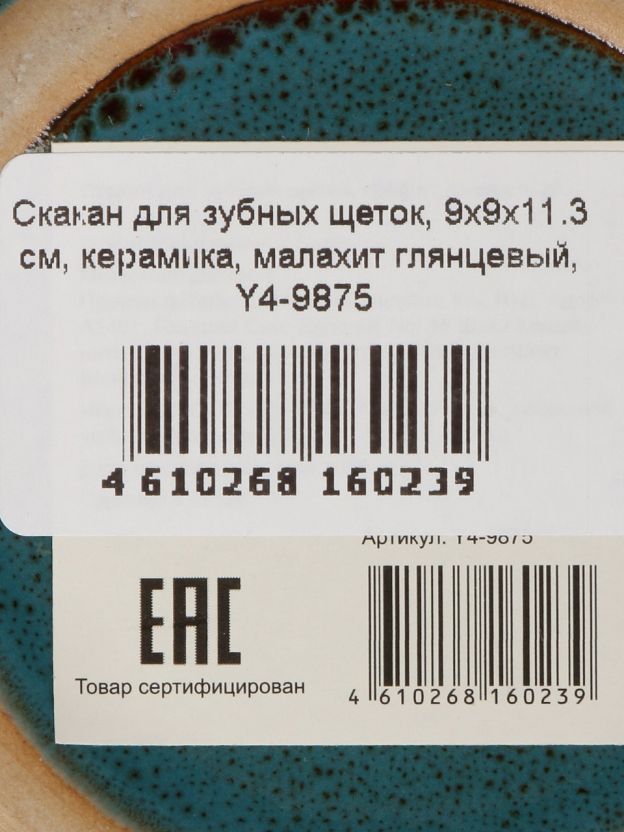 Скакан для зубных щеток, 9x9x11.3
см, керамика, малахит глянцевый,
Y4-9875
4 610268 160239
Артикул: Y4-9875
EAC
Товар сертифицирован
4 610268 160239